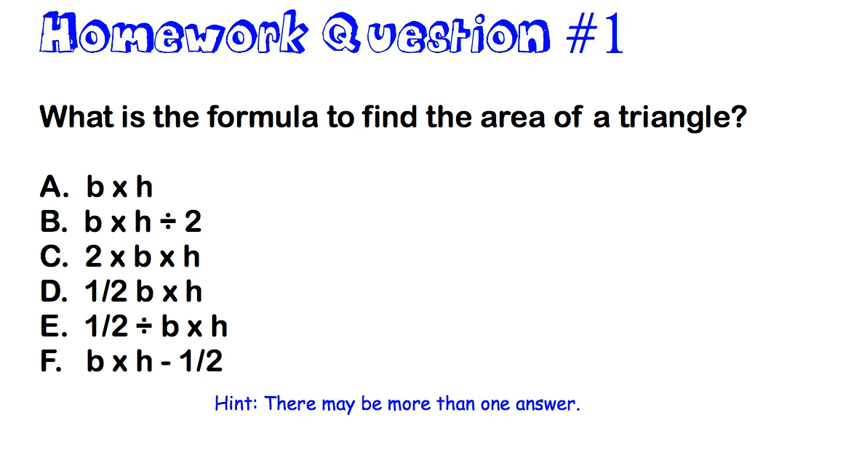 Homework Question #1
What is the formula to find the area of a triangle?
A. b x h
B. b x h ÷ 2
C. 2 x b x h
D. 1/2 b x h
E. 1/2 ÷ b x h
F. b x h - 1/2
Hint: There may be more than one answer.